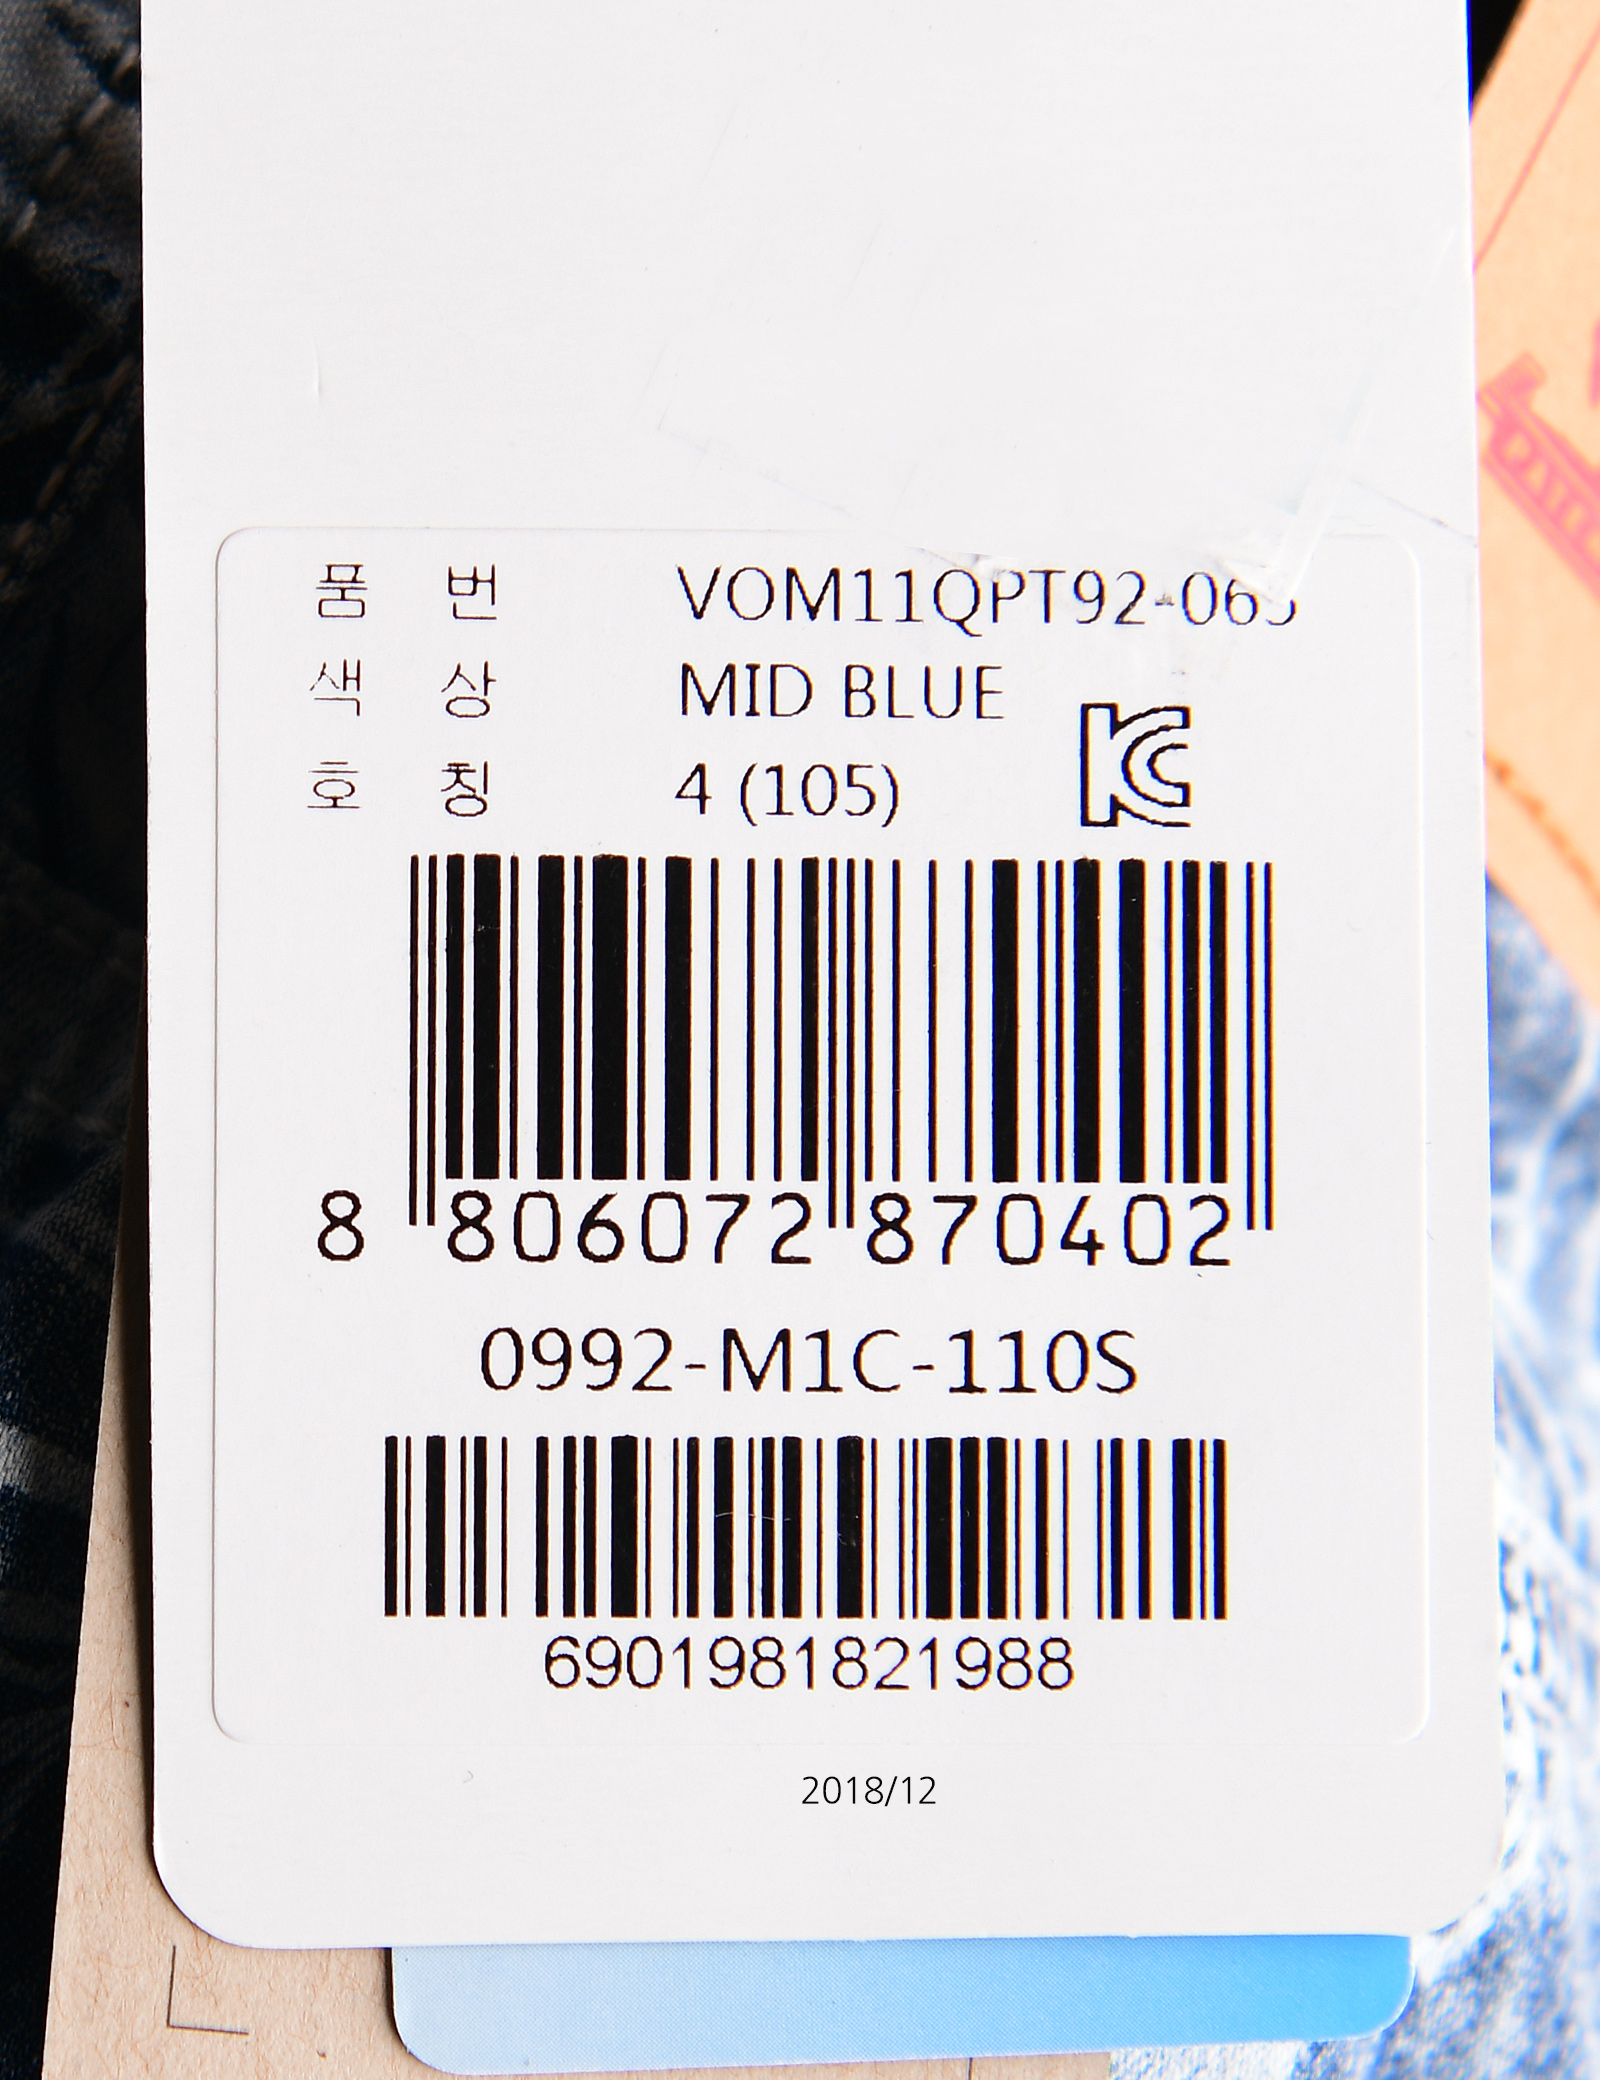 품 번 VOM11QPT92-065
색 상 MID BLUE
호 칭 4 (105)
8 806072 870402
0992-M1C-110S
6901981821988
2018/12